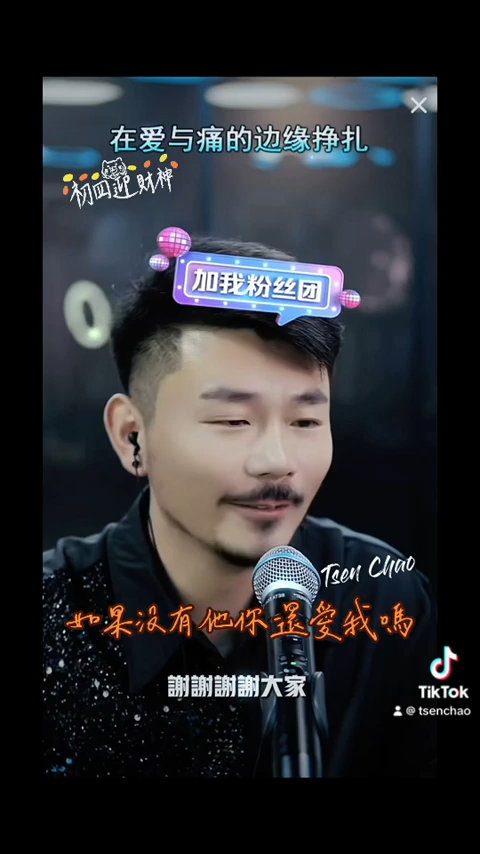 在爱与痛的边缘挣扎
初四迎财神
加我粉丝团
Tsen Chao
如果没有他你還愛我嗎
謝謝謝謝大家
TikTok
@ tsenchao